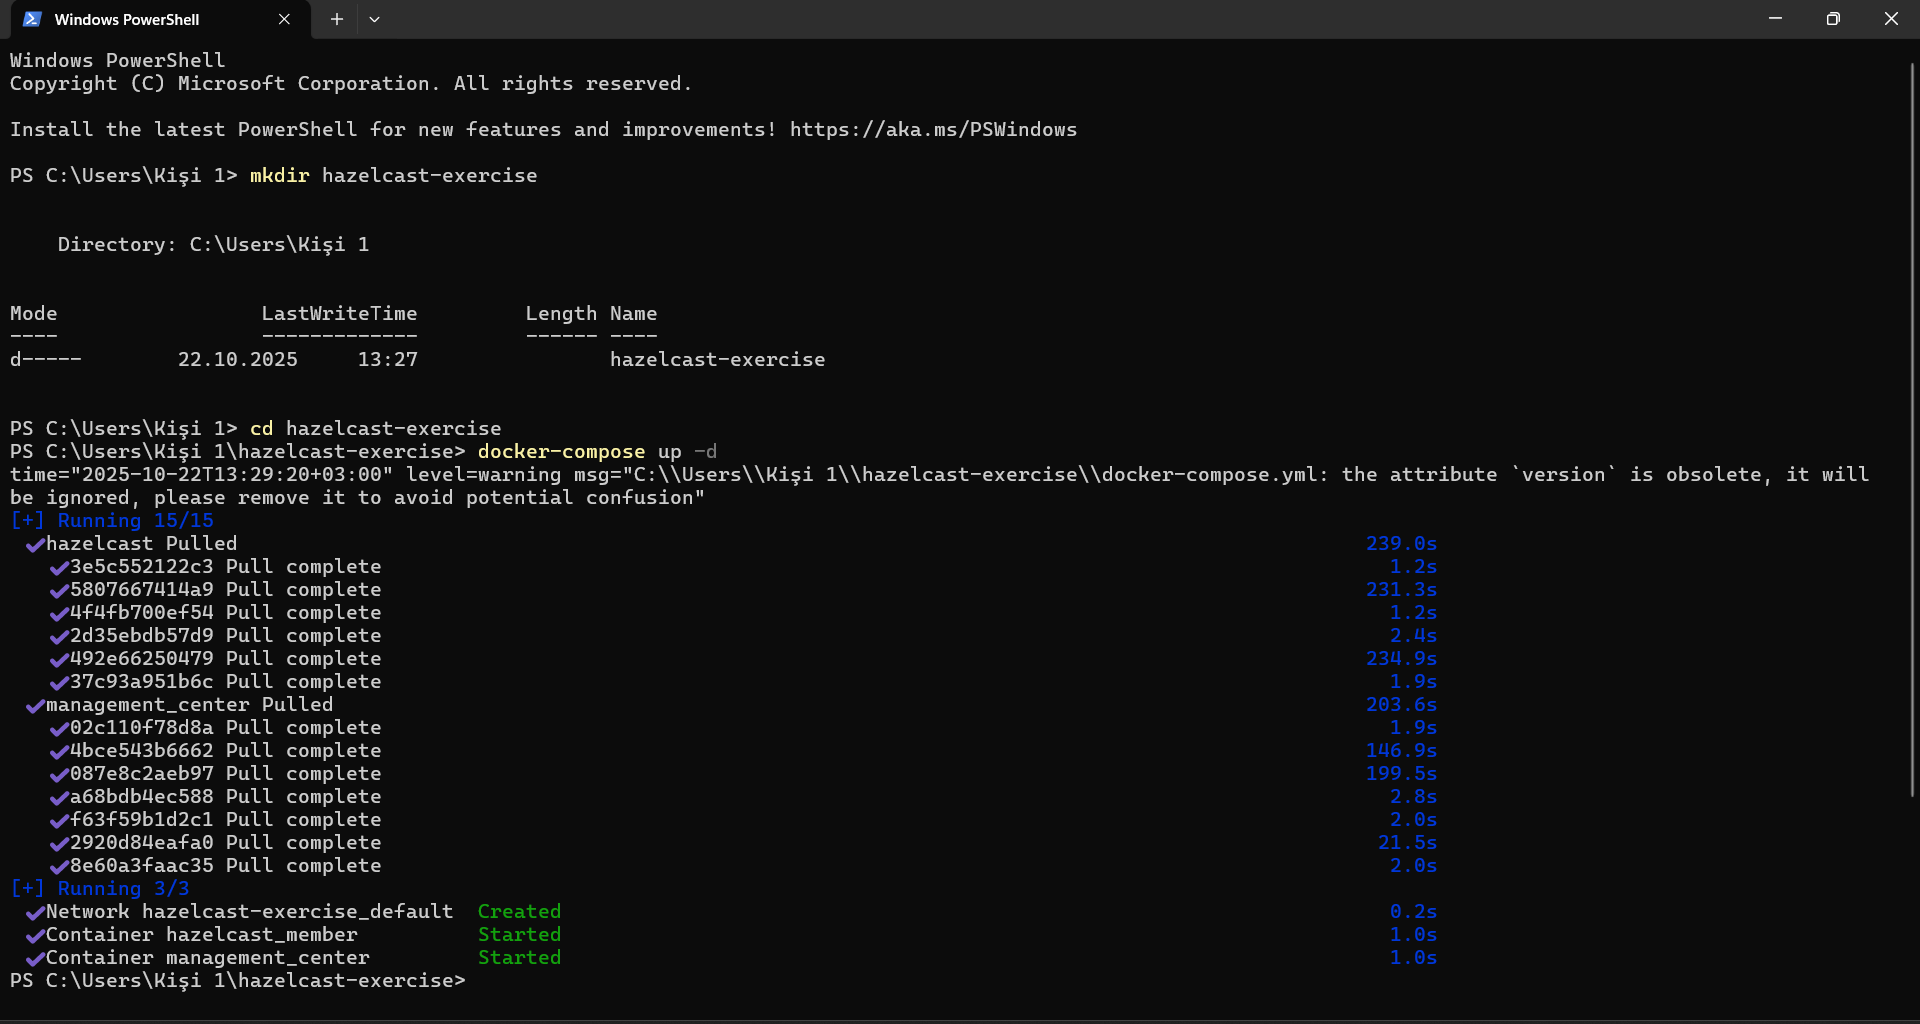 Windows PowerShell
Windows PowerShell
Copyright (C) Microsoft Corporation. All rights reserved.
Install the latest PowerShell for new features and improvements! https://aka.ms/PSWindows
PS C:\Users\Kişi 1> mkdir hazelcast-exercise
Directory: C:\Users\Kişi 1
Mode                 LastWriteTime         Length Name
----                 -------------         ------ ----
d-----        22.10.2025     13:27                hazelcast-exercise
PS C:\Users\Kişi 1> cd hazelcast-exercise
PS C:\Users\Kişi 1\hazelcast-exercise> docker-compose up -d
time="2025-10-22T13:29:20+03:00" level=warning msg="C:\\Users\\Kişi 1\\hazelcast-exercise\\docker-compose.yml: the attribute `version` is obsolete, it will
be ignored, please remove it to avoid potential confusion"
[+] Running 15/15
✔hazelcast Pulled 239.0s
✔3e5c552122c3 Pull complete 1.2s
✔5807667414a9 Pull complete 231.3s
✔4f4fb700ef54 Pull complete 1.2s
✔2d35ebdb57d9 Pull complete 2.4s
✔492e66250479 Pull complete 234.9s
✔37c93a951b6c Pull complete 1.9s
✔management_center Pulled 203.6s
✔02c110f78d8a Pull complete 1.9s
✔4bce543b6662 Pull complete 146.9s
✔087e8c2aeb97 Pull complete 199.5s
✔a68bdb4ec588 Pull complete 2.8s
✔f63f59b1d2c1 Pull complete 2.0s
✔2920d84eafa0 Pull complete 21.5s
✔8e60a3faac35 Pull complete 2.0s
[+] Running 3/3
✔Network hazelcast-exercise_default  Created 0.2s
✔Container hazelcast_member          Started 1.0s
✔Container management_center         Started 1.0s
PS C:\Users\Kişi 1\hazelcast-exercise>